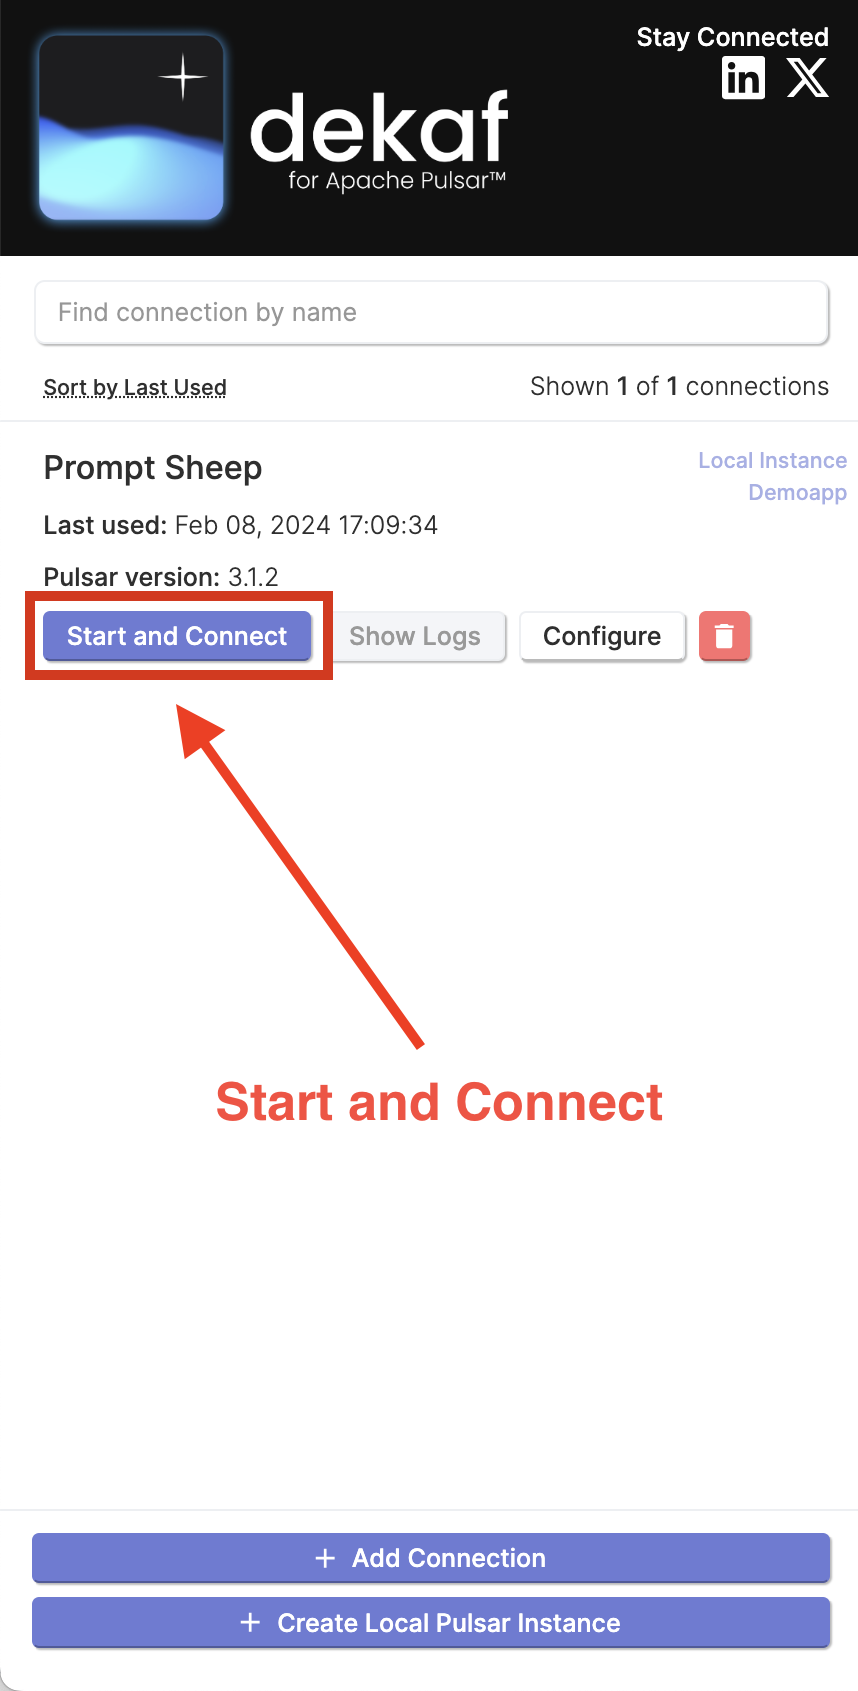 Stay Connected
in X
dekaf
for Apache Pulsar™
Find connection by name
Sort by Last Used
Shown 1 of 1 connections
Prompt Sheep
Local Instance
Demoapp
Last used: Feb 08, 2024 17:09:34
Pulsar version: 3.1.2
Start and Connect
Show Logs
Configure
Start and Connect
+ Add Connection
+ Create Local Pulsar Instance